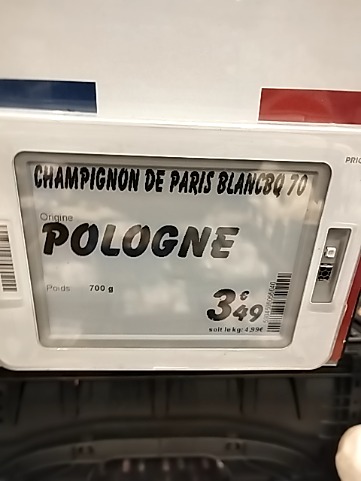 CHAMPIGNON DE PARIS BLANCBQ 70
Origine
POLOGNE
Poids 700 g
3€49
soit le kg: 4,99€